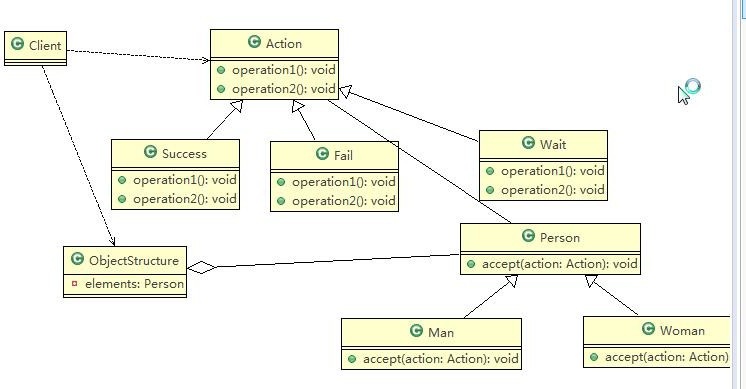 Client
Action
operation1(): void
operation2(): void
Success
operation1(): void
operation2(): void
Fail
operation1(): void
operation2(): void
Wait
operation1(): void
operation2(): void
ObjectStructure
elements: Person
Person
accept(action: Action): void
Man
accept(action: Action): void
Woman
accept(action: Action)